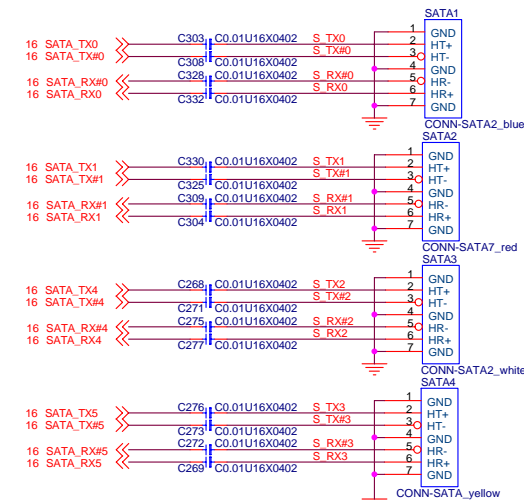 SATA1
16 SATA_TX0 C303 C0.01U16X0402 S_TX0 1 GND
16 SATA_TX#0 C308 C0.01U16X0402 S_TX#0 2 HT+
3 HT-
4 GND
16 SATA_RX#0 C328 C0.01U16X0402 S_RX#0 5 HR-
16 SATA_RX0 C332 C0.01U16X0402 S_RX0 6 HR+
7 GND
CONN-SATA2_blue
SATA2
16 SATA_TX1 C330 C0.01U16X0402 S_TX1 1 GND
16 SATA_TX#1 C325 C0.01U16X0402 S_TX#1 2 HT+
3 HT-
4 GND
16 SATA_RX#1 C309 C0.01U16X0402 S_RX#1 5 HR-
16 SATA_RX1 C304 C0.01U16X0402 S_RX1 6 HR+
7 GND
CONN-SATA7_red
SATA3
16 SATA_TX4 C268 C0.01U16X0402 S_TX2 1 GND
16 SATA_TX#4 C271 C0.01U16X0402 S_TX#2 2 HT+
3 HT-
4 GND
16 SATA_RX#4 C275 C0.01U16X0402 S_RX#2 5 HR-
16 SATA_RX4 C277 C0.01U16X0402 S_RX2 6 HR+
7 GND
CONN-SATA2_white
SATA4
16 SATA_TX5 C276 C0.01U16X0402 S_TX3 1 GND
16 SATA_TX#5 C273 C0.01U16X0402 S_TX#3 2 HT+
3 HT-
4 GND
16 SATA_RX#5 C272 C0.01U16X0402 S_RX#3 5 HR-
16 SATA_RX5 C269 C0.01U16X0402 S_RX3 6 HR+
7 GND
CONN-SATA_yellow